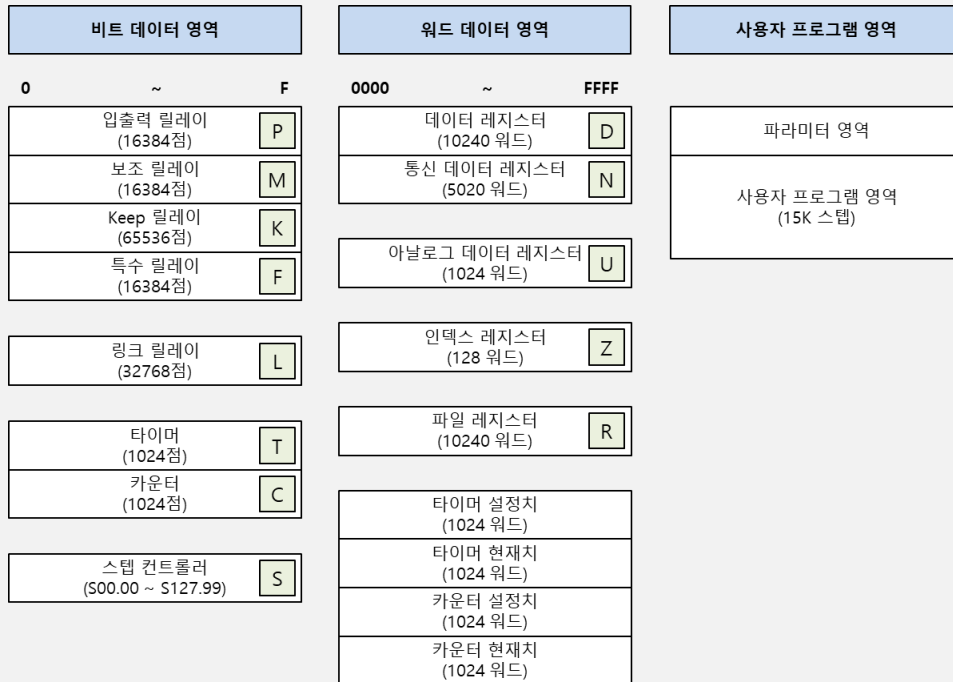 비트 데이터 영역
0 ~ F
입출력 릴레이
(16384점)
P
보조 릴레이
(16384점)
M
Keep 릴레이
(65536점)
K
특수 릴레이
(16384점)
F
링크 릴레이
(32768점)
L
타이머
(1024점)
T
카운터
(1024점)
C
스텝 컨트롤러
(S00.00 ~ S127.99)
S
워드 데이터 영역
0000 ~ FFFF
데이터 레지스터
(10240 워드)
D
통신 데이터 레지스터
(5020 워드)
N
아날로그 데이터 레지스터
(1024 워드)
U
인덱스 레지스터
(128 워드)
Z
파일 레지스터
(10240 워드)
R
타이머 설정치
(1024 워드)
타이머 현재치
(1024 워드)
카운터 설정치
(1024 워드)
카운터 현재치
(1024 워드)
사용자 프로그램 영역
파라미터 영역
사용자 프로그램 영역
(15K 스텝)